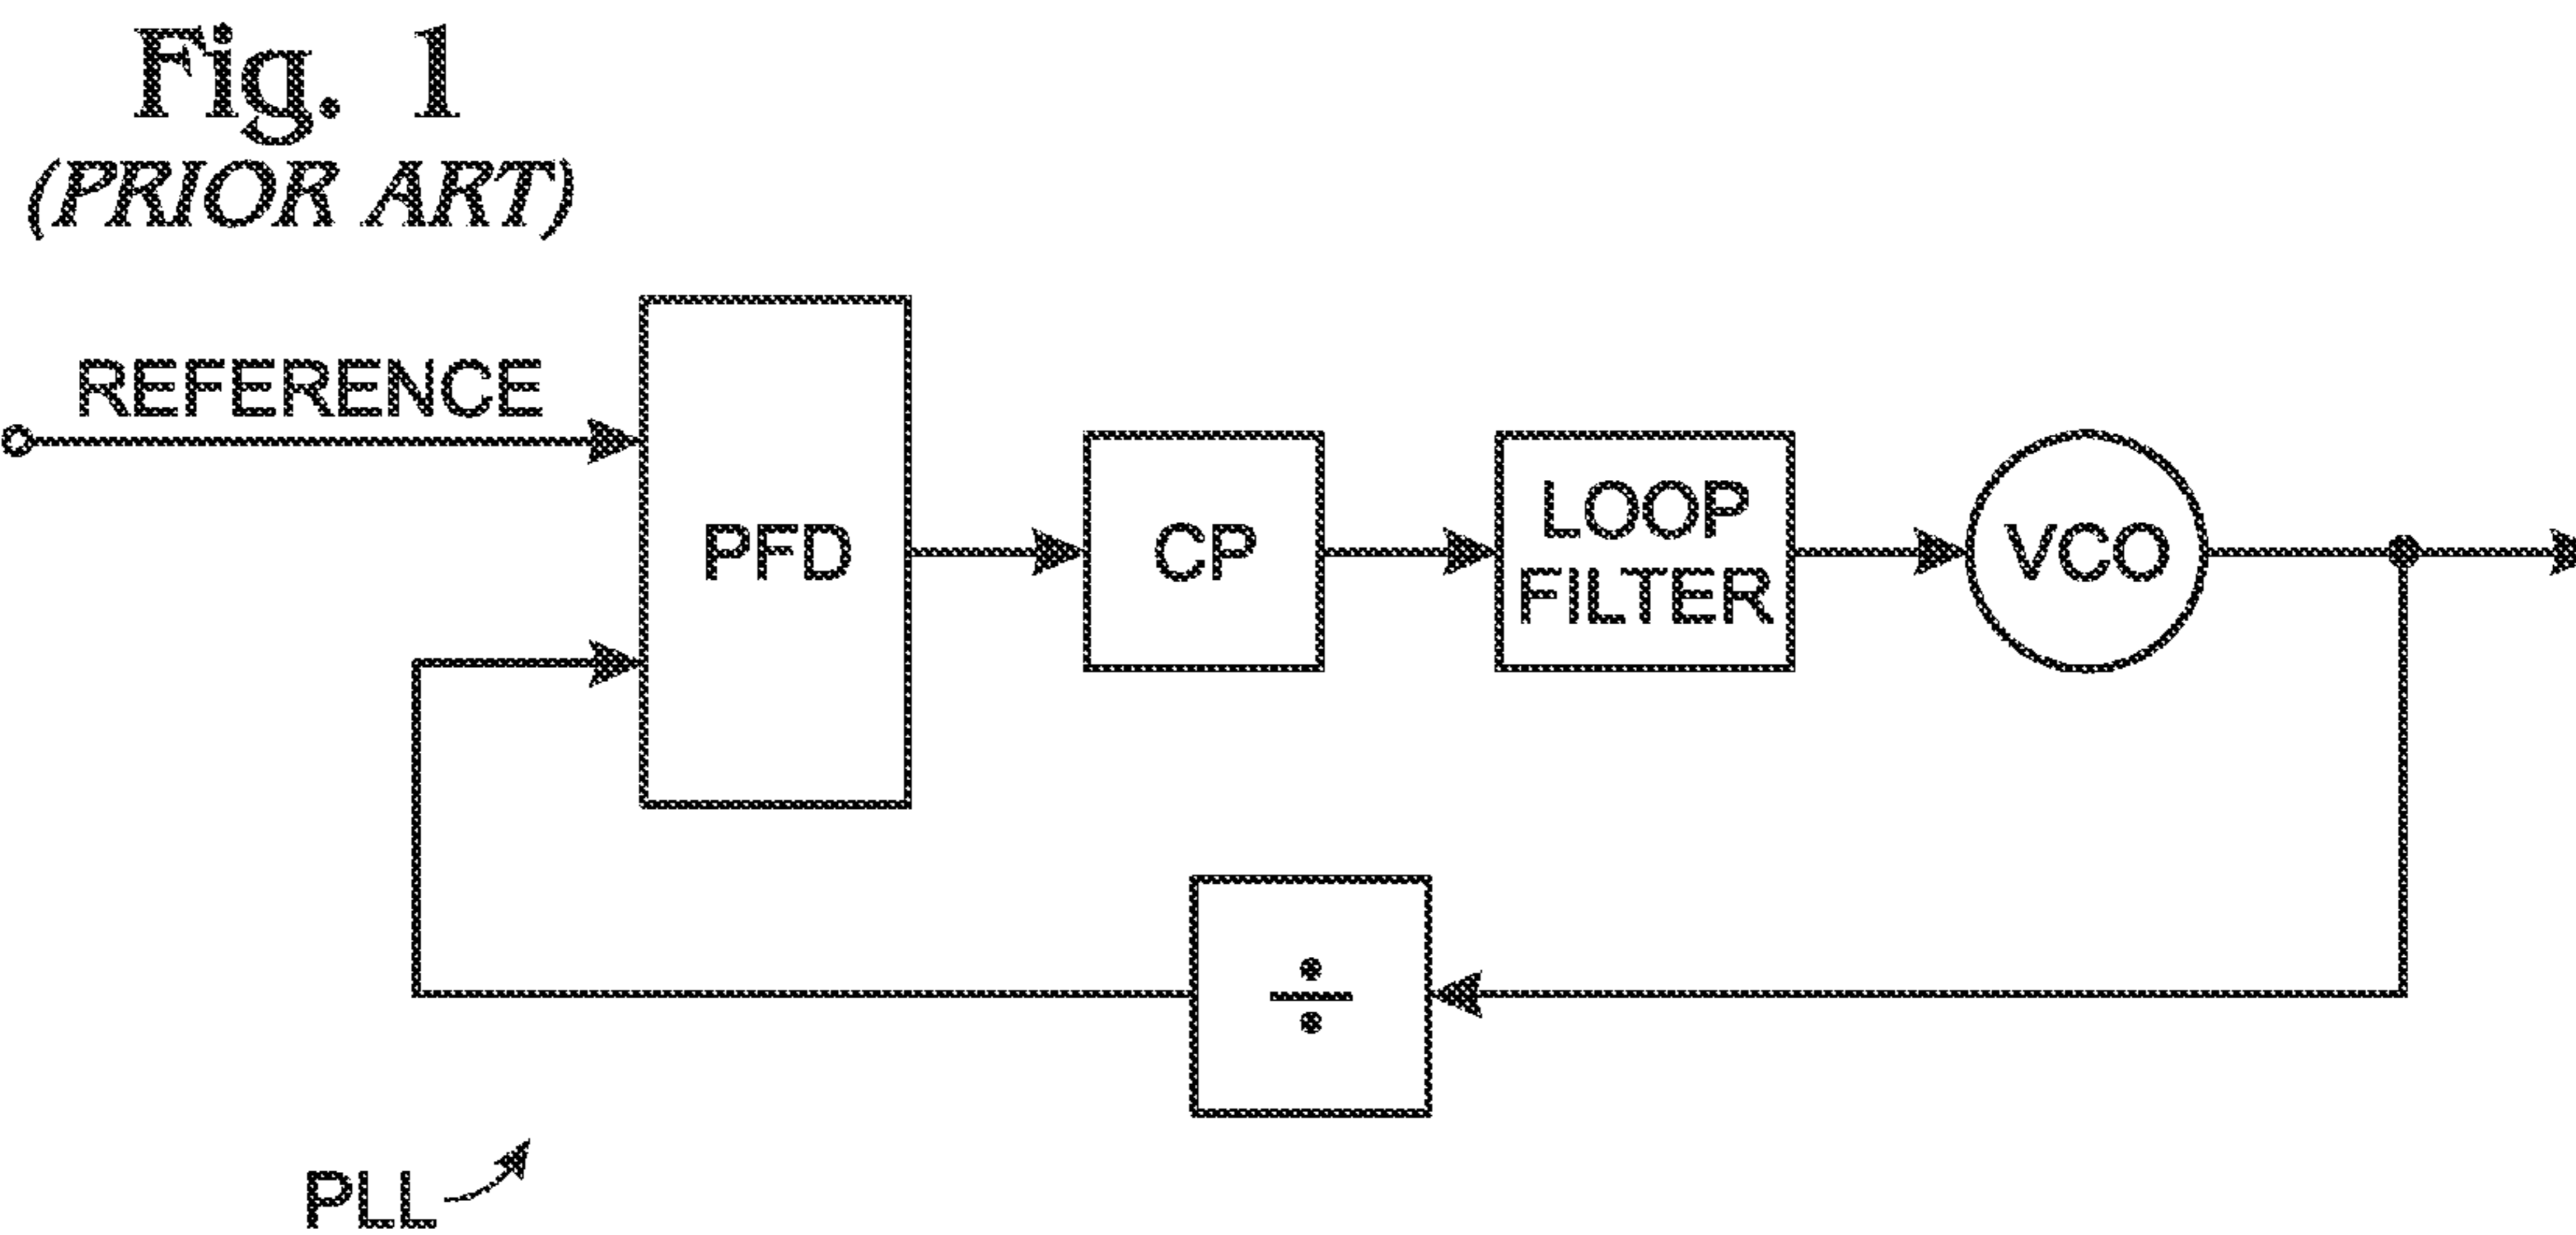 Fig. 1
(PRIOR ART)
REFERENCE
PFD
CP
LOOP
FILTER
VCO
÷
PLL